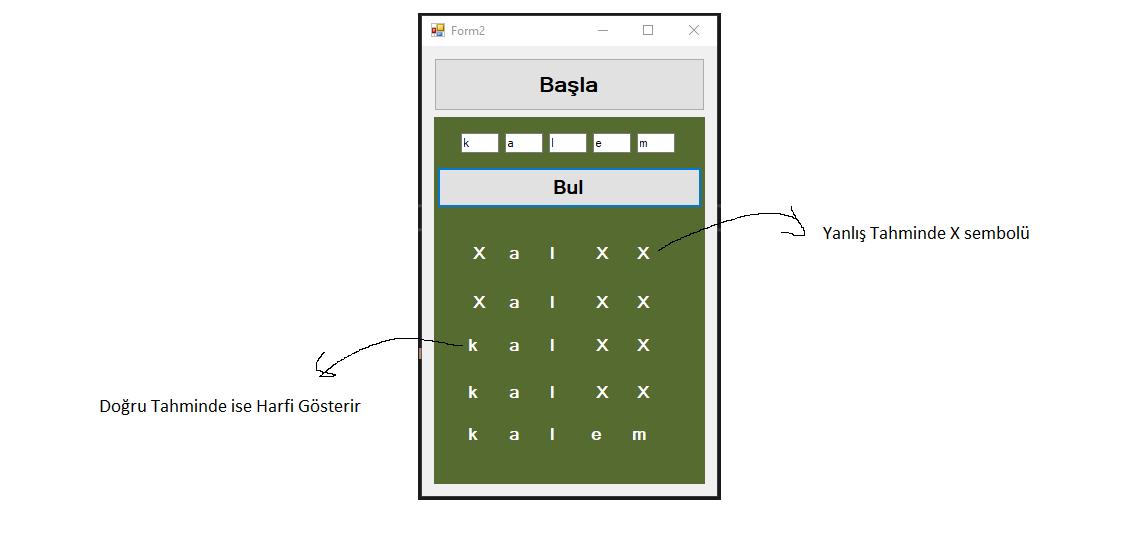 Form2
Başla
k a l e m
Bul
X a l X X
Yanlış Tahminde X sembolü
X a l X X
k a l X X
k a l X X
Doğru Tahminde ise Harfi Gösterir
k a l e m